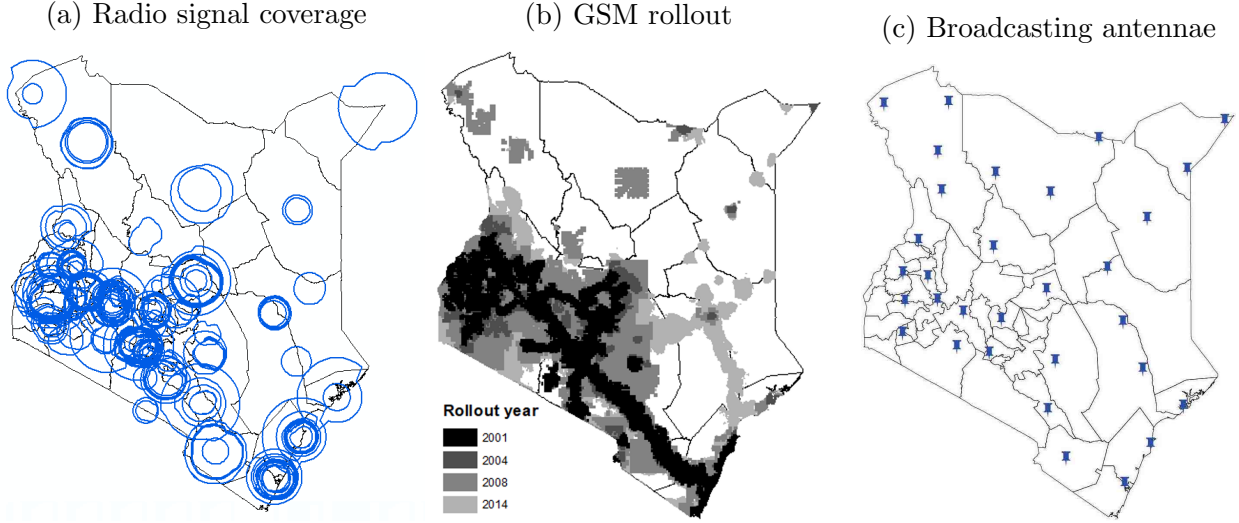 (a) Radio signal coverage
(b) GSM rollout
(c) Broadcasting antennae
Rollout year
2001
2004
2008
2014